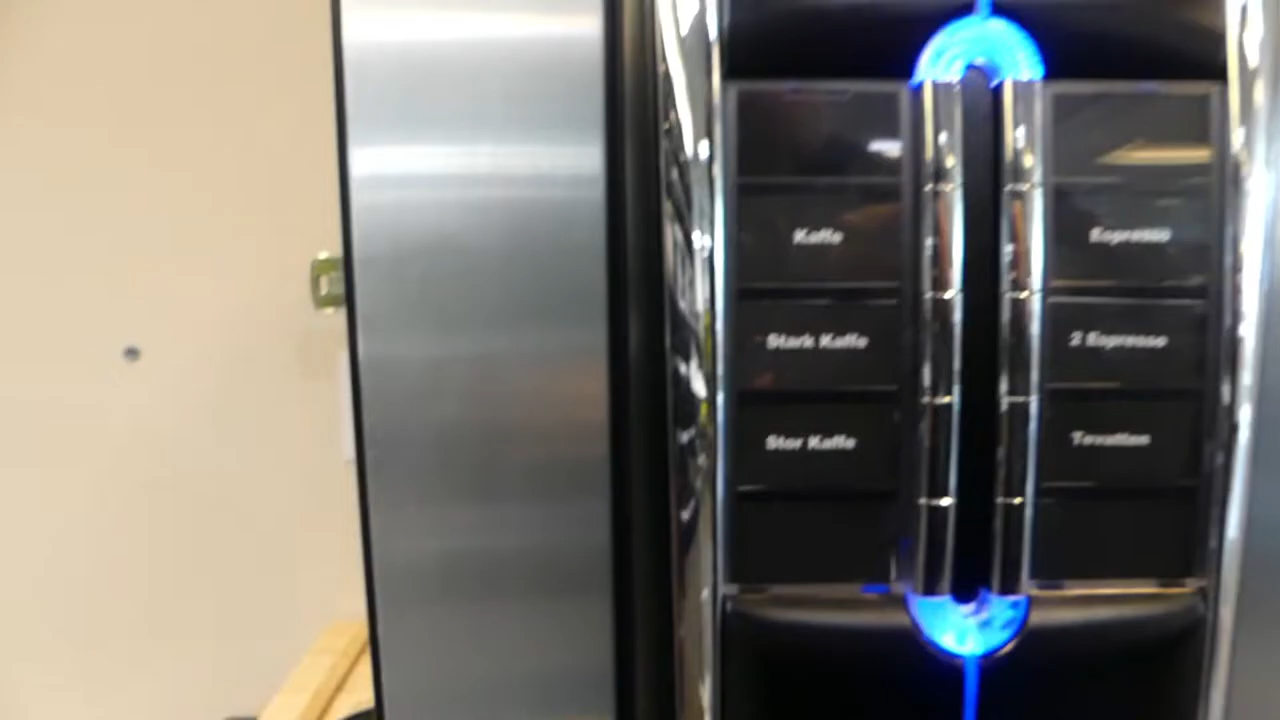 Kaffe
Espresso
Stark Kaffe
2 Espresso
Stor Kaffe
Tevatten